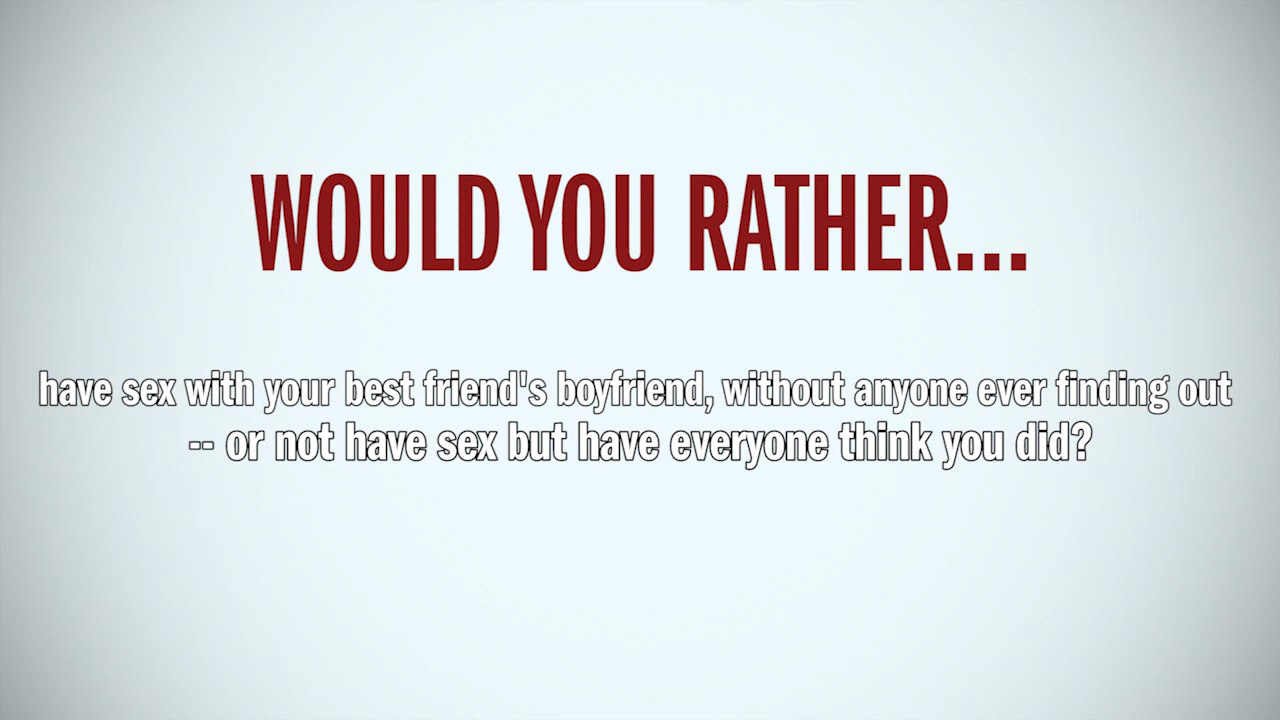 WOULD YOU RATHER...
have sex with your best friend's boyfriend, without anyone ever finding out
-- or not have sex but have everyone think you did?